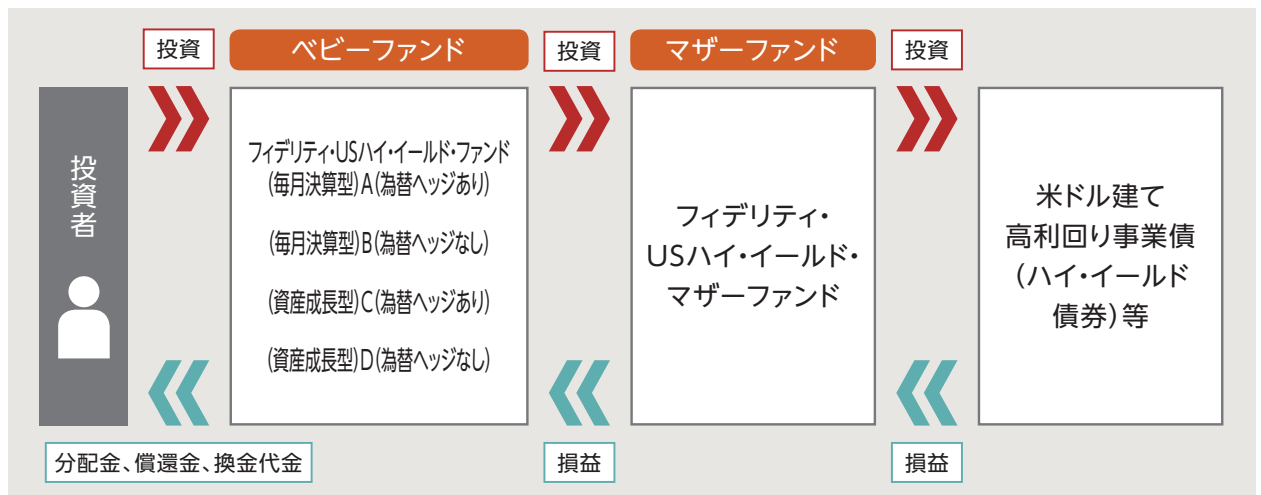 投資
ベビーファンド
投資
マザーファンド
投資
投資者
フィデリティ・USハイ・イールド・ファンド
(毎月決算型)A(為替ヘッジあり)
(毎月決算型)B(為替ヘッジなし)
(資産成長型)C(為替ヘッジあり)
(資産成長型)D(為替ヘッジなし)
フィデリティ・
USハイ・イールド・
マザーファンド
米ドル建て
高利回り事業債
(ハイ・イールド
債券)等
分配金、償還金、換金代金
損益
損益